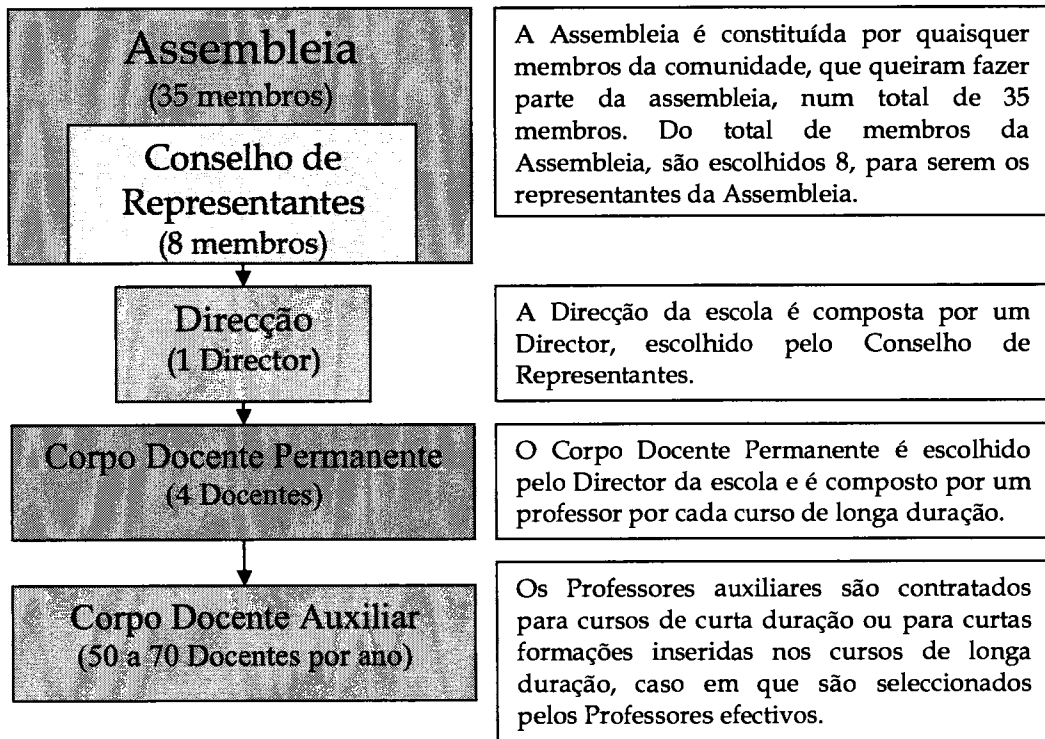 Assembleia
(35 membros)
Conselho de
Representantes
(8 membros)
A Assembleia é constituída por quaisquer
membros da comunidade, que queiram fazer
parte da assembleia, num total de 35
membros. Do total de membros da
Assembleia, são escolhidos 8, para serem os
representantes da Assembleia.
Direcção
(1 Director)
A Direcção da escola é composta por um
Director, escolhido pelo Conselho de
Representantes.
Corpo Docente Permanente
(4 Docentes)
O Corpo Docente Permanente é escolhido
pelo Director da escola e é composto por um
professor por cada curso de longa duração.
Corpo Docente Auxiliar
(50 a 70 Docentes por ano)
Os Professores auxiliares são contratados
para cursos de curta duração ou para curtas
formações inseridas nos cursos de longa
duração, caso em que são seleccionados
pelos Professores efectivos.